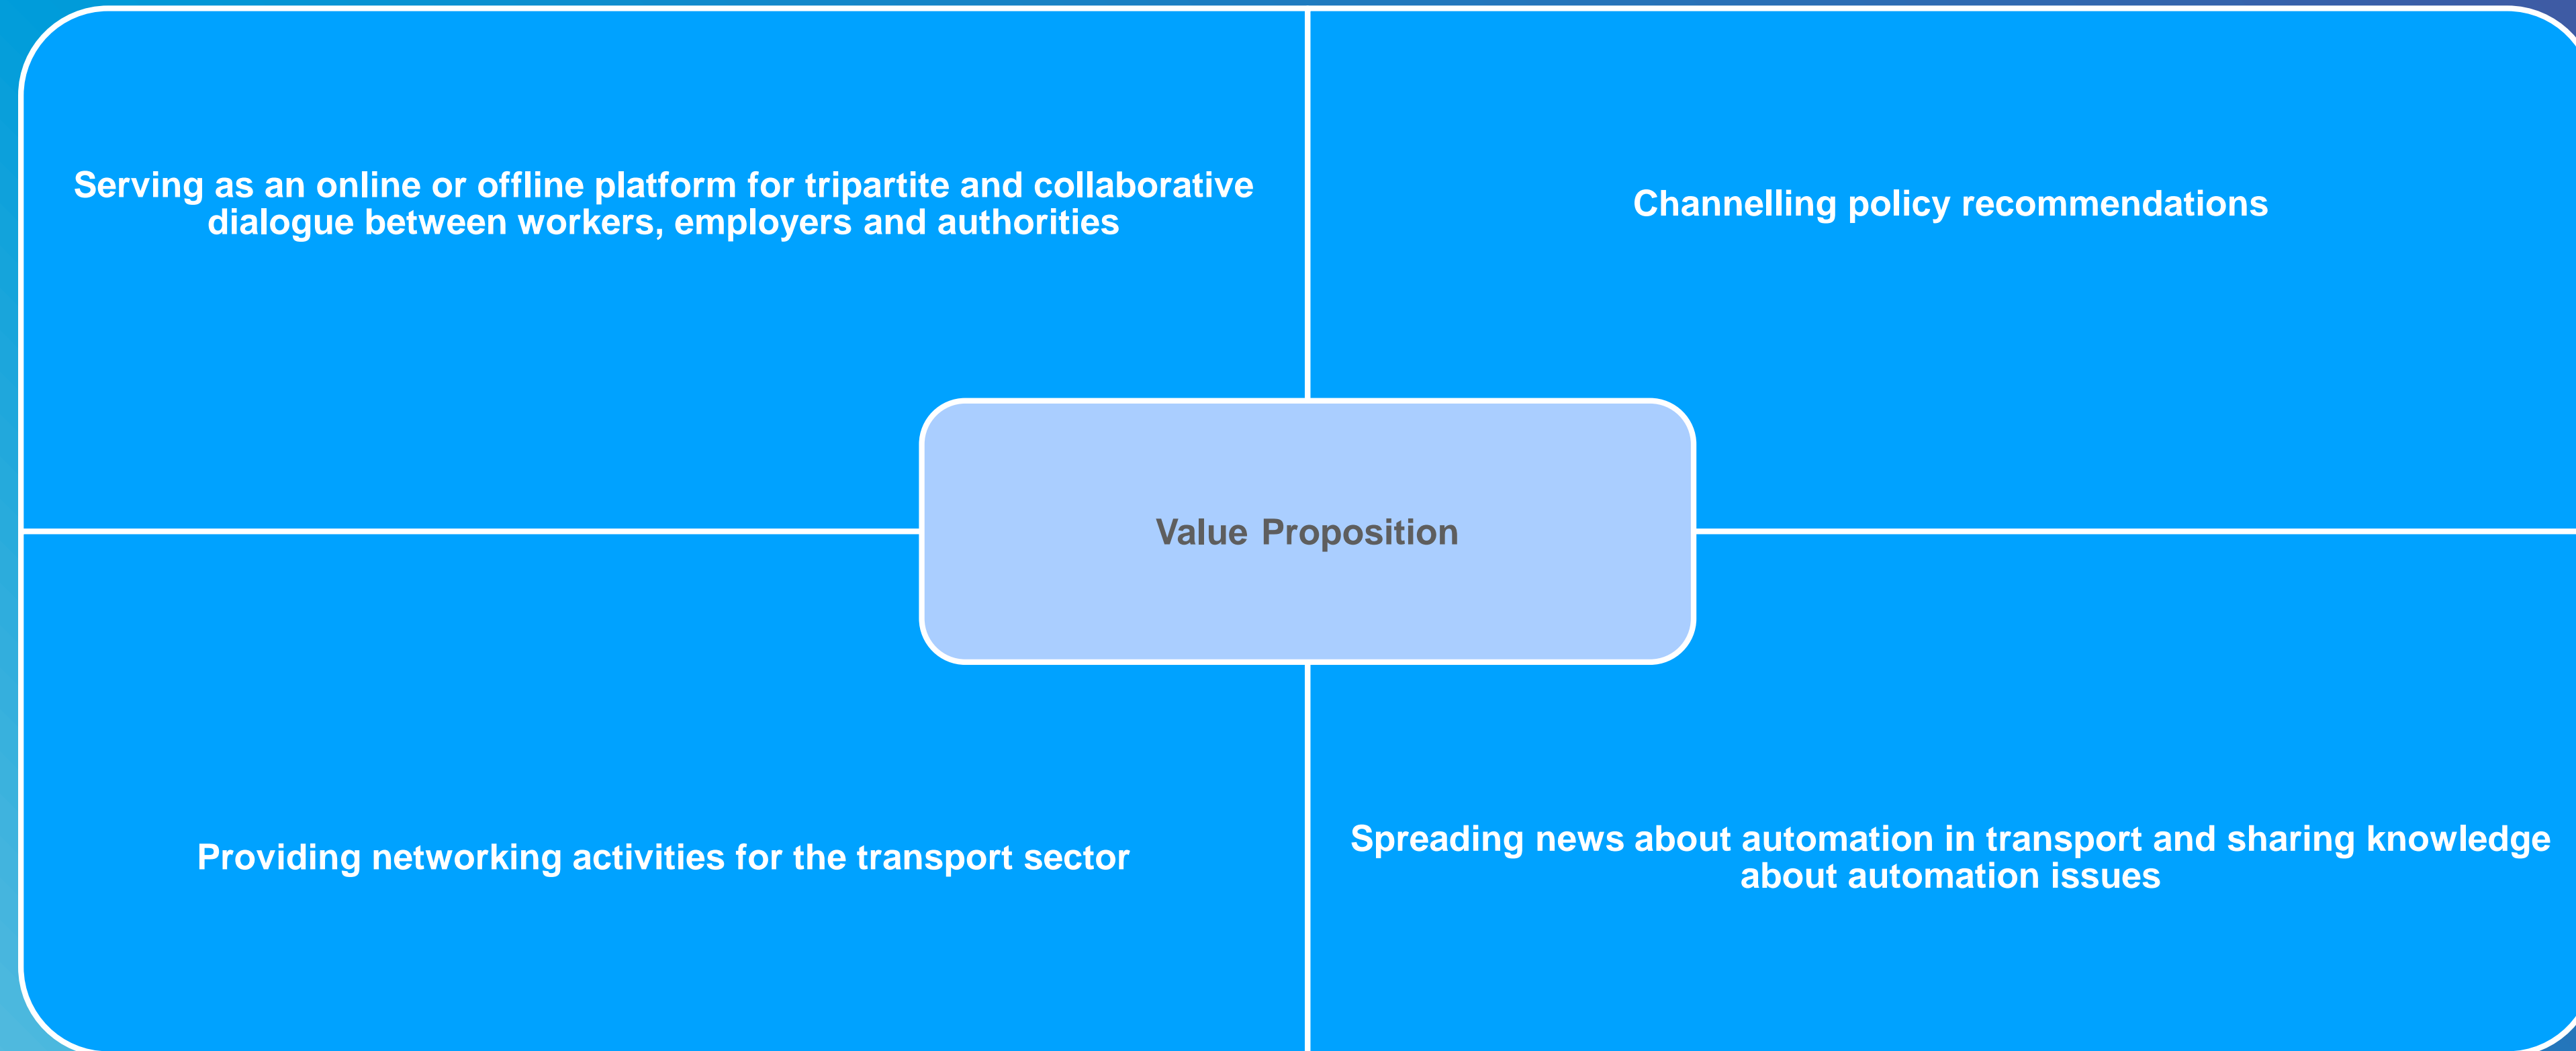 Serving as an online or offline platform for tripartite and collaborative
dialogue between workers, employers and authorities
Channelling policy recommendations
Value Proposition
Providing networking activities for the transport sector
Spreading news about automation in transport and sharing knowledge
about automation issues